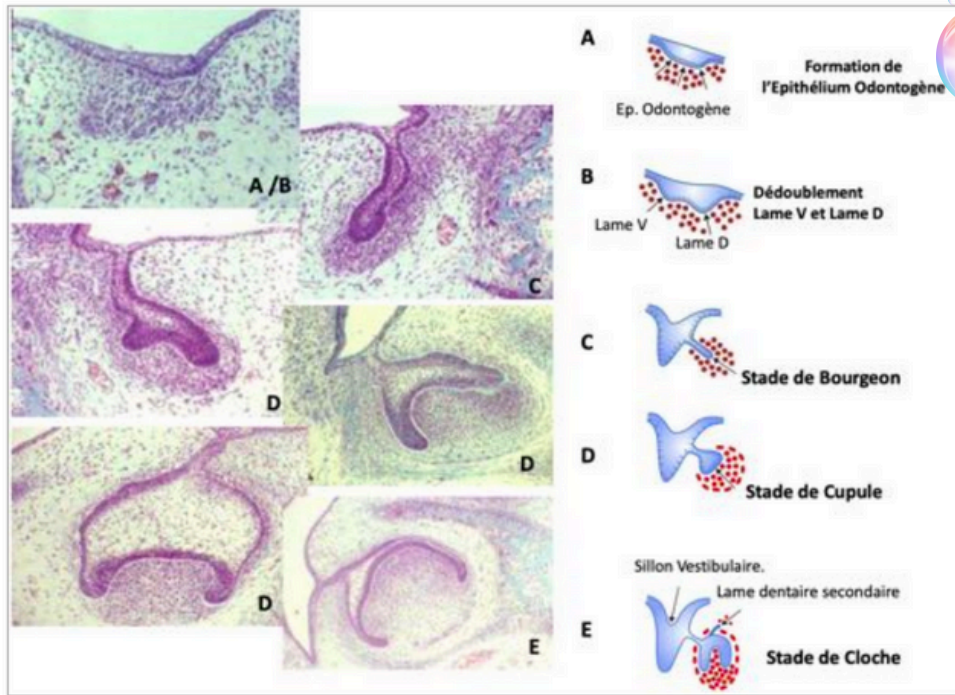 A /B
C
D
D
D
E
A
Formation de
l'Epithélium Odontogène
Ep. Odontogène
B
Dédoublement
Lame V et Lame D
Lame V
Lame D
C
Stade de Bourgeon
D
Stade de Cupule
Sillon Vestibulaire.
Lame dentaire secondaire
E
Stade de Cloche